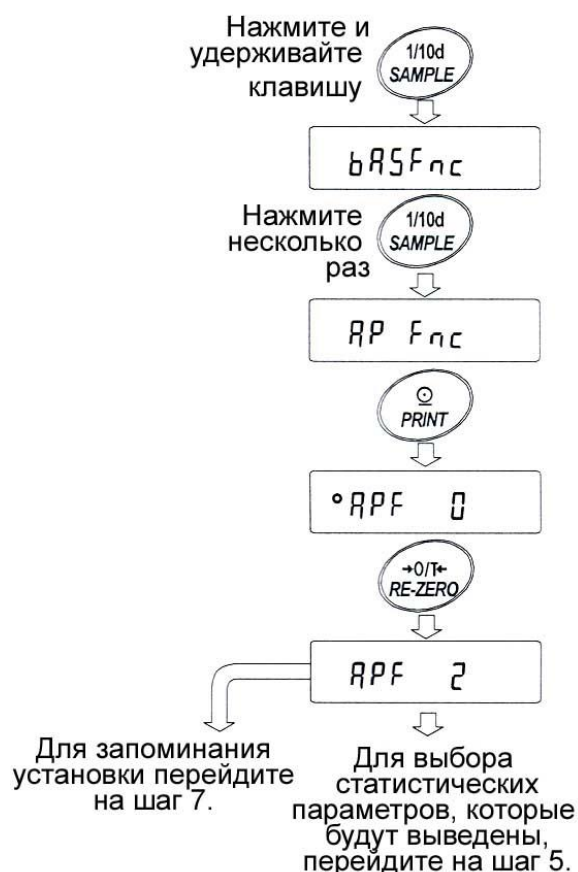 Нажмите и
удерживайте
клавишу
1/10d
SAMPLE
bASFnc
Нажмите
несколько
раз
1/10d
SAMPLE
AP Fnc
PRINT
°APF 0
→0/T←
RE-ZERO
APF 2
Для запоминания
установки перейдите
на шаг 7.
Для выбора
статистических
параметров, которые
будут выведены,
перейдите на шаг 5.